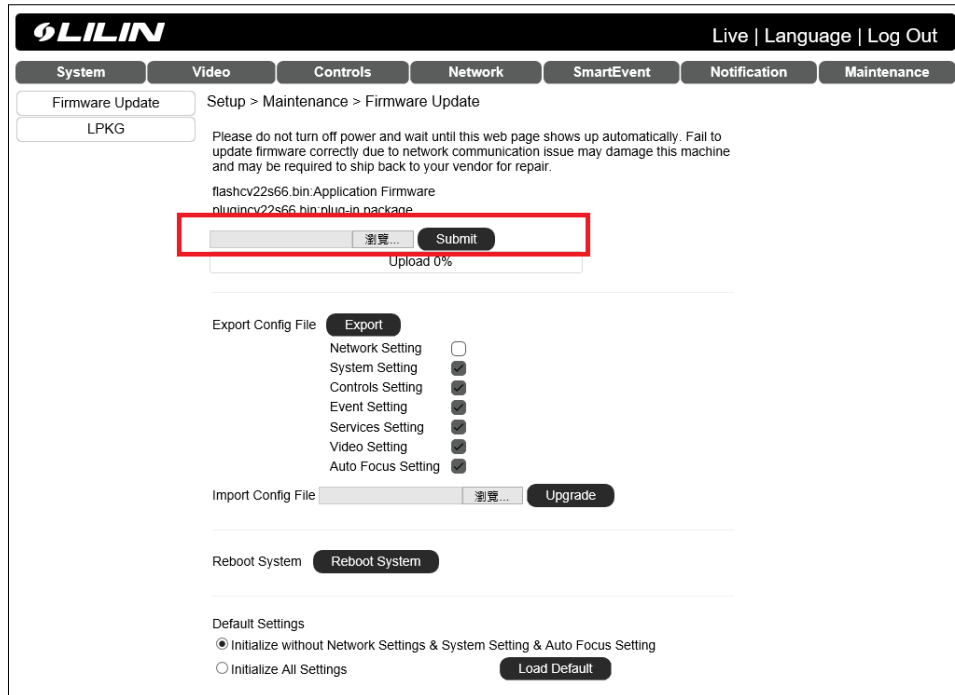 LILIN
Live | Language | Log Out
System Video Controls Network SmartEvent Notification Maintenance
Firmware Update
LPKG
Setup > Maintenance > Firmware Update
Please do not turn off power and wait until this web page shows up automatically. Fail to
update firmware correctly due to network communication issue may damage this machine
and may be required to ship back to your vendor for repair.
flashcv22s66.bin:Application Firmware
plugincv22s66.bin:plug-in package
瀏覽... Submit
Upload 0%
Export Config File Export
Network Setting
System Setting
Controls Setting
Event Setting
Services Setting
Video Setting
Auto Focus Setting
Import Config File 瀏覽... Upgrade
Reboot System Reboot System
Default Settings
Initialize without Network Settings & System Setting & Auto Focus Setting
Initialize All Settings Load Default